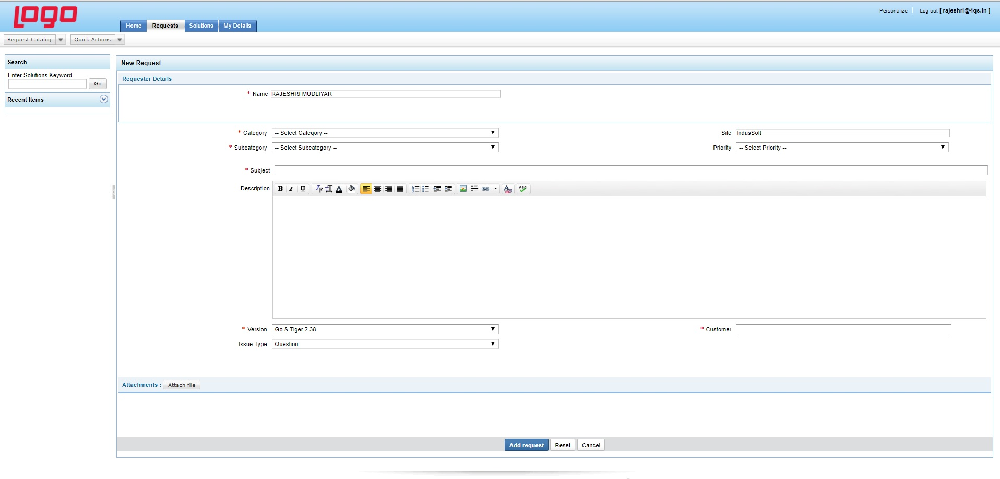 Logo
Personalize
Log out [ rajeshri@4qs.in ]
Home
Requests
Solutions
My Details
Request Catalog
Quick Actions
Search
Enter Solutions Keyword
Go
Recent Items
New Request
Requester Details
* Name RAJESHRI MUDLIYAR
* Category -- Select Category --
Site IndusSoft
* Subcategory -- Select Subcategory --
Priority -- Select Priority --
* Subject
Description
* Version Go & Tiger 2.38
* Customer
Issue Type Question
Attachments : Attach file
Add request
Reset
Cancel